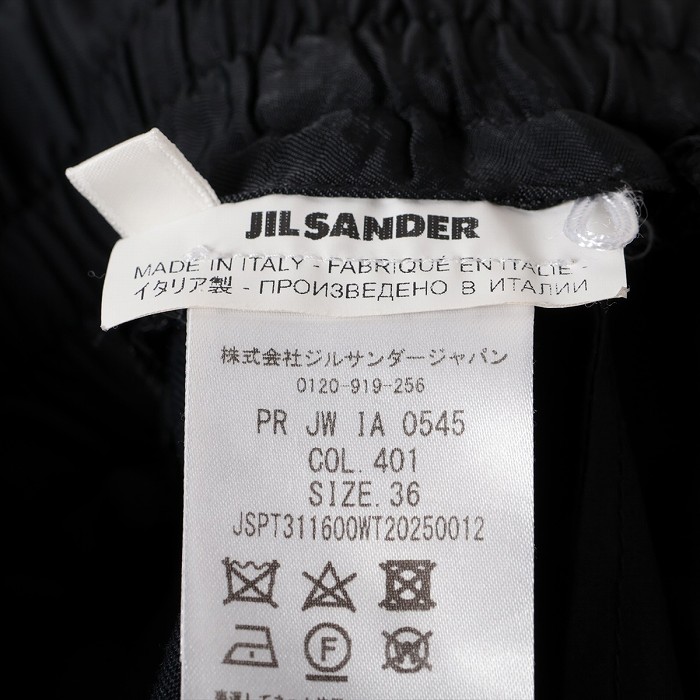 JIL SANDER
MADE IN ITALY - FABRIQUÉ EN ITALIE -
イタリア製 - ПРОИЗВЕДЕНО В ИТАЛИИ
株式会社ジルサンダージャパン
0120-919-256
PR JW IA 0545
COL. 401
SIZE. 36
JSPT311600WT20250012
F
W